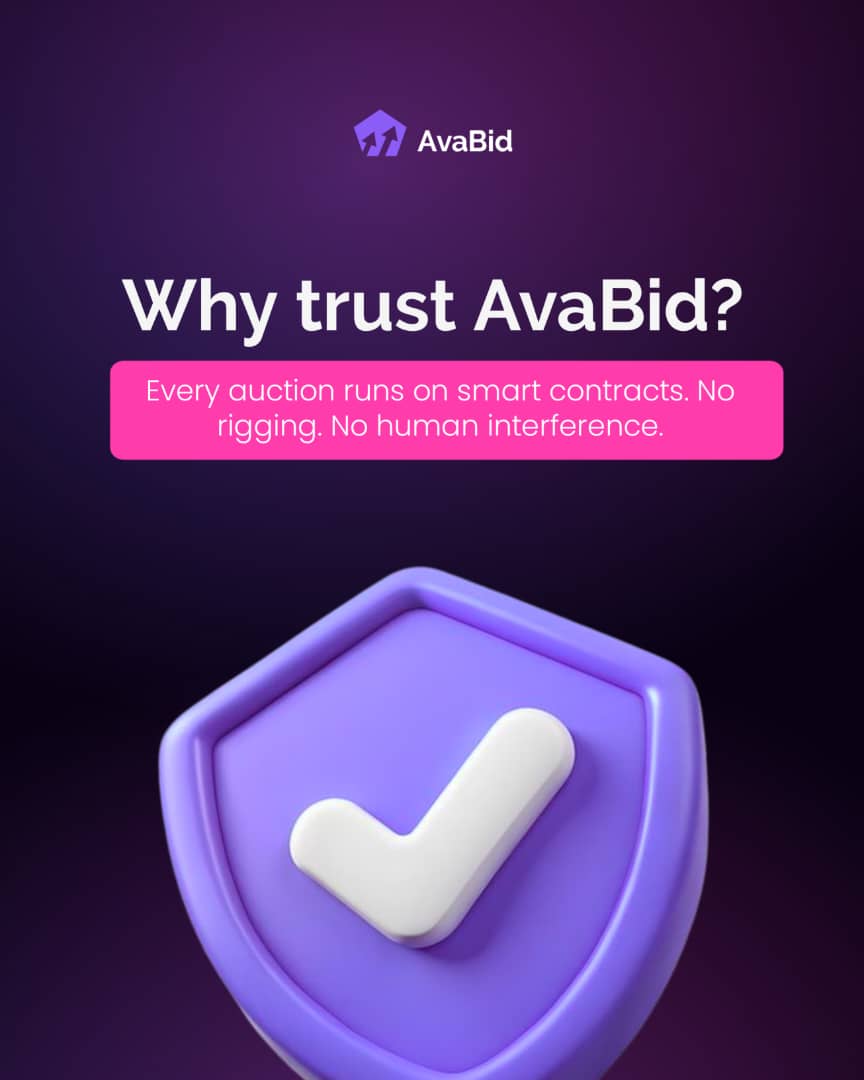 AvaBid
Why trust AvaBid?
Every auction runs on smart contracts. No
rigging. No human interference.